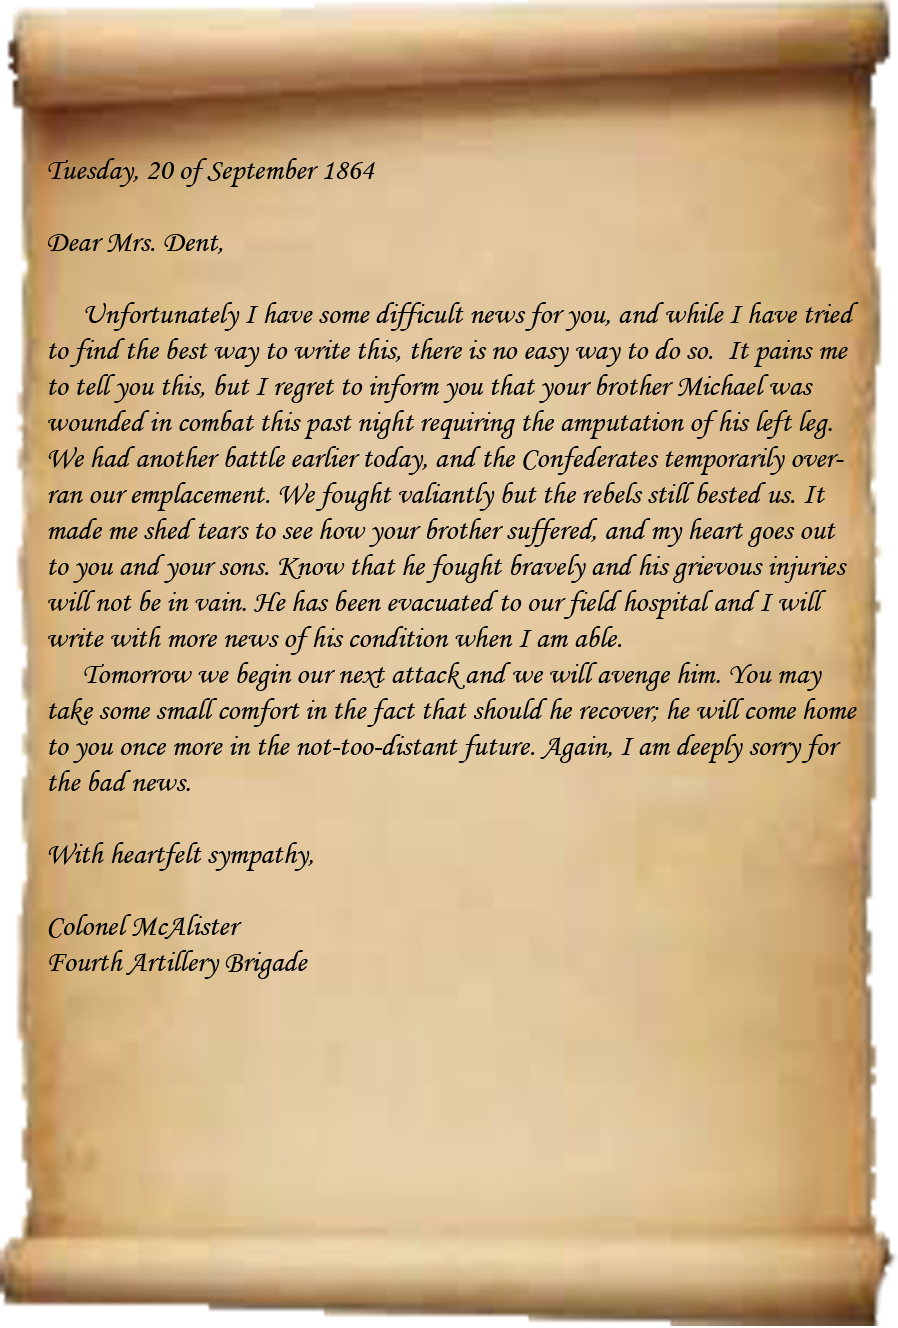 Tuesday, 20 of September 1864
Dear Mrs. Dent,
Unfortunately I have some difficult news for you, and while I have tried
to find the best way to write this, there is no easy way to do so.  It pains me
to tell you this, but I regret to inform you that your brother Michael was
wounded in combat this past night requiring the amputation of his left leg.
We had another battle earlier today, and the Confederates temporarily over-
ran our emplacement. We fought valiantly but the rebels still bested us. It
made me shed tears to see how your brother suffered, and my heart goes out
to you and your sons. Know that he fought bravely and his grievous injuries
will not be in vain. He has been evacuated to our field hospital and I will
write with more news of his condition when I am able.
Tomorrow we begin our next attack and we will avenge him. You may
take some small comfort in the fact that should he recover; he will come home
to you once more in the not-too-distant future. Again, I am deeply sorry for
the bad news.
With heartfelt sympathy,
Colonel McAlister
Fourth Artillery Brigade